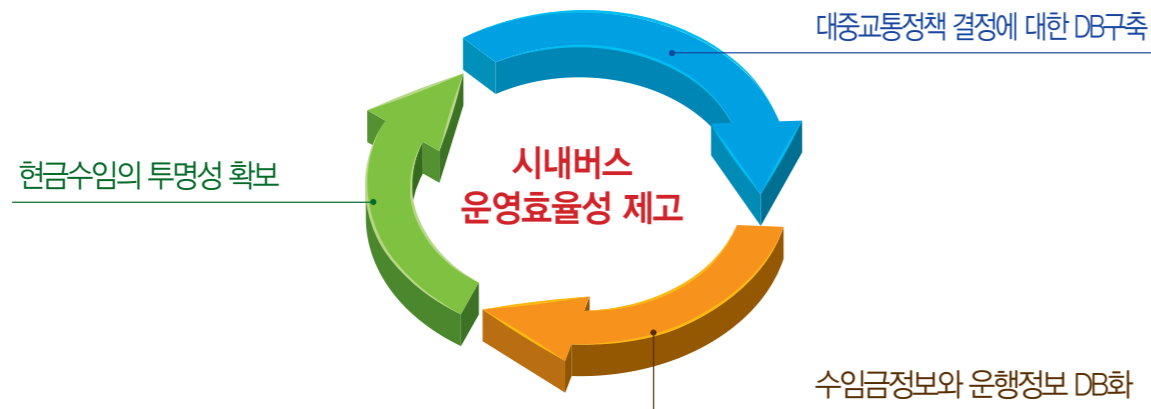 대중교통정책 결정에 대한 DB구축
현금수입의 투명성 확보
시내버스
운영효율성 제고
수입금정보와 운행정보 DB화